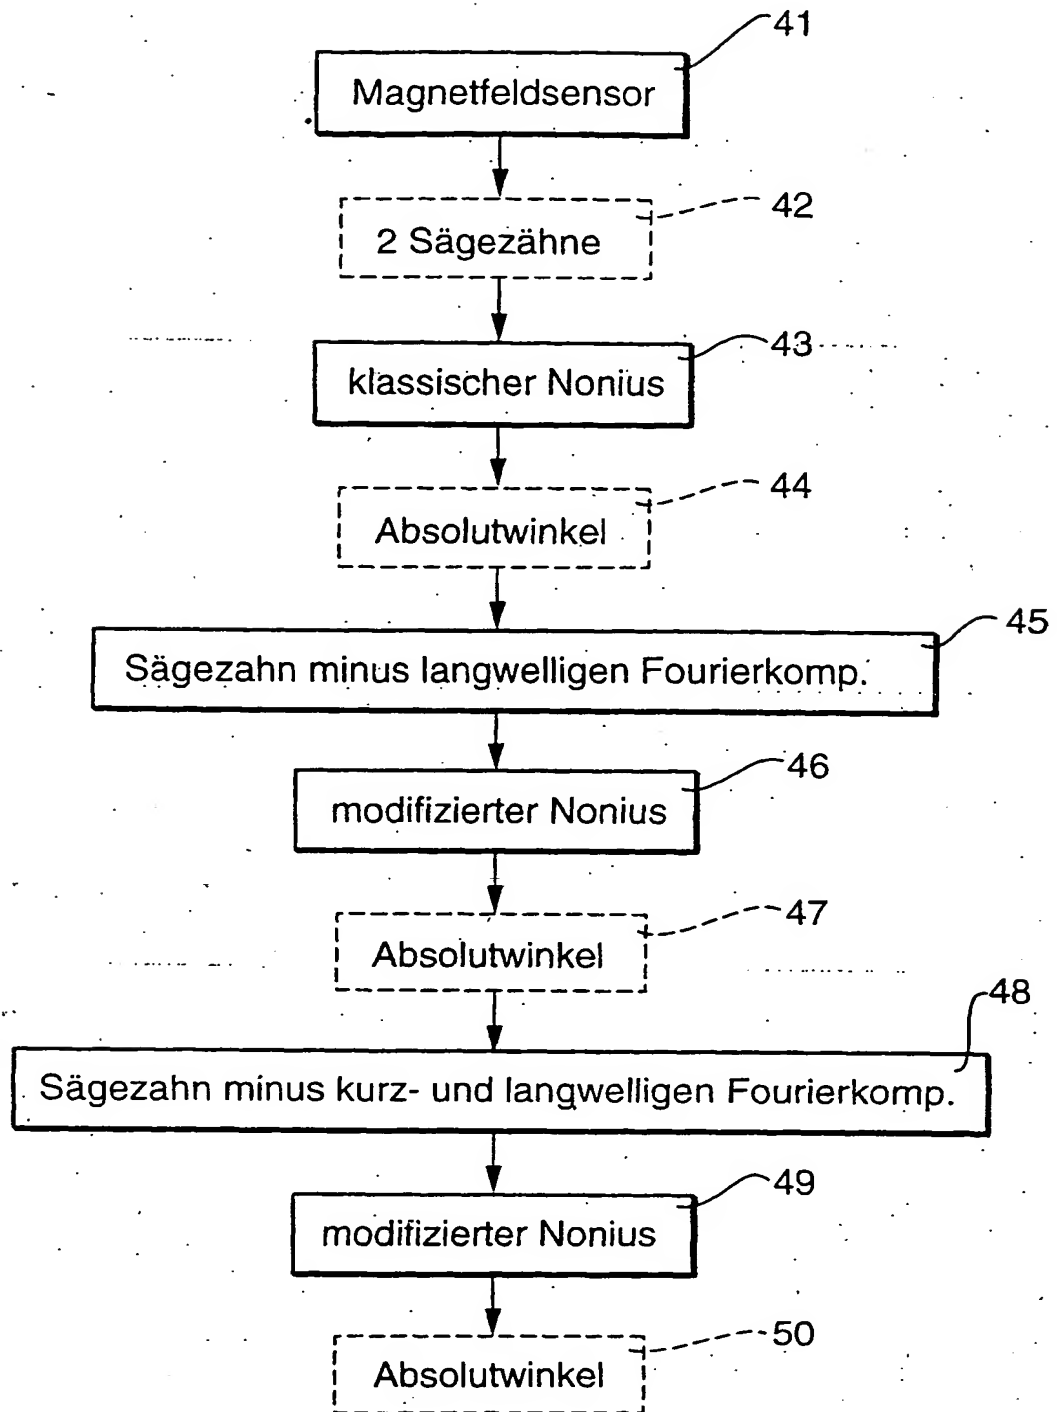 41
Magnetfeldsensor
42
2 Sägezähne
43
klassischer Nonius
44
Absolutwinkel
45
Sägezahn minus langwelligen Fourierkomp.
46
modifizierter Nonius
47
Absolutwinkel
48
Sägezahn minus kurz- und langwelligen Fourierkomp.
49
modifizierter Nonius
50
Absolutwinkel